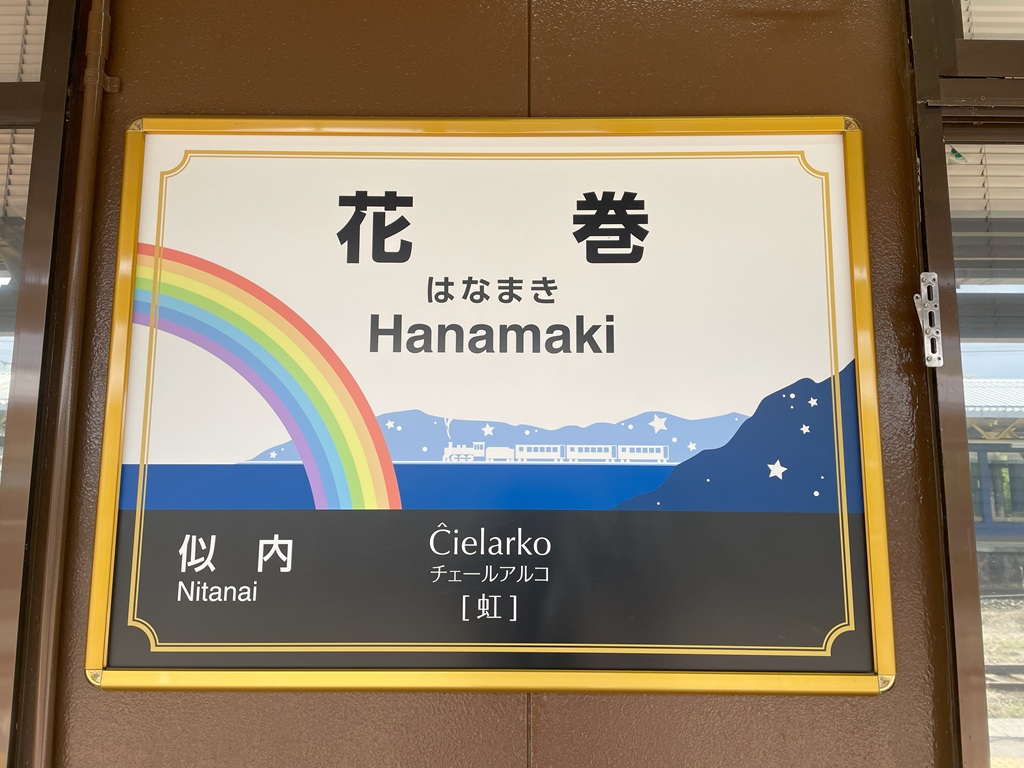 花巻
はなまき
Hanamaki
似内
Nitanai
Ĉielarko
チェールアルコ
[虹]